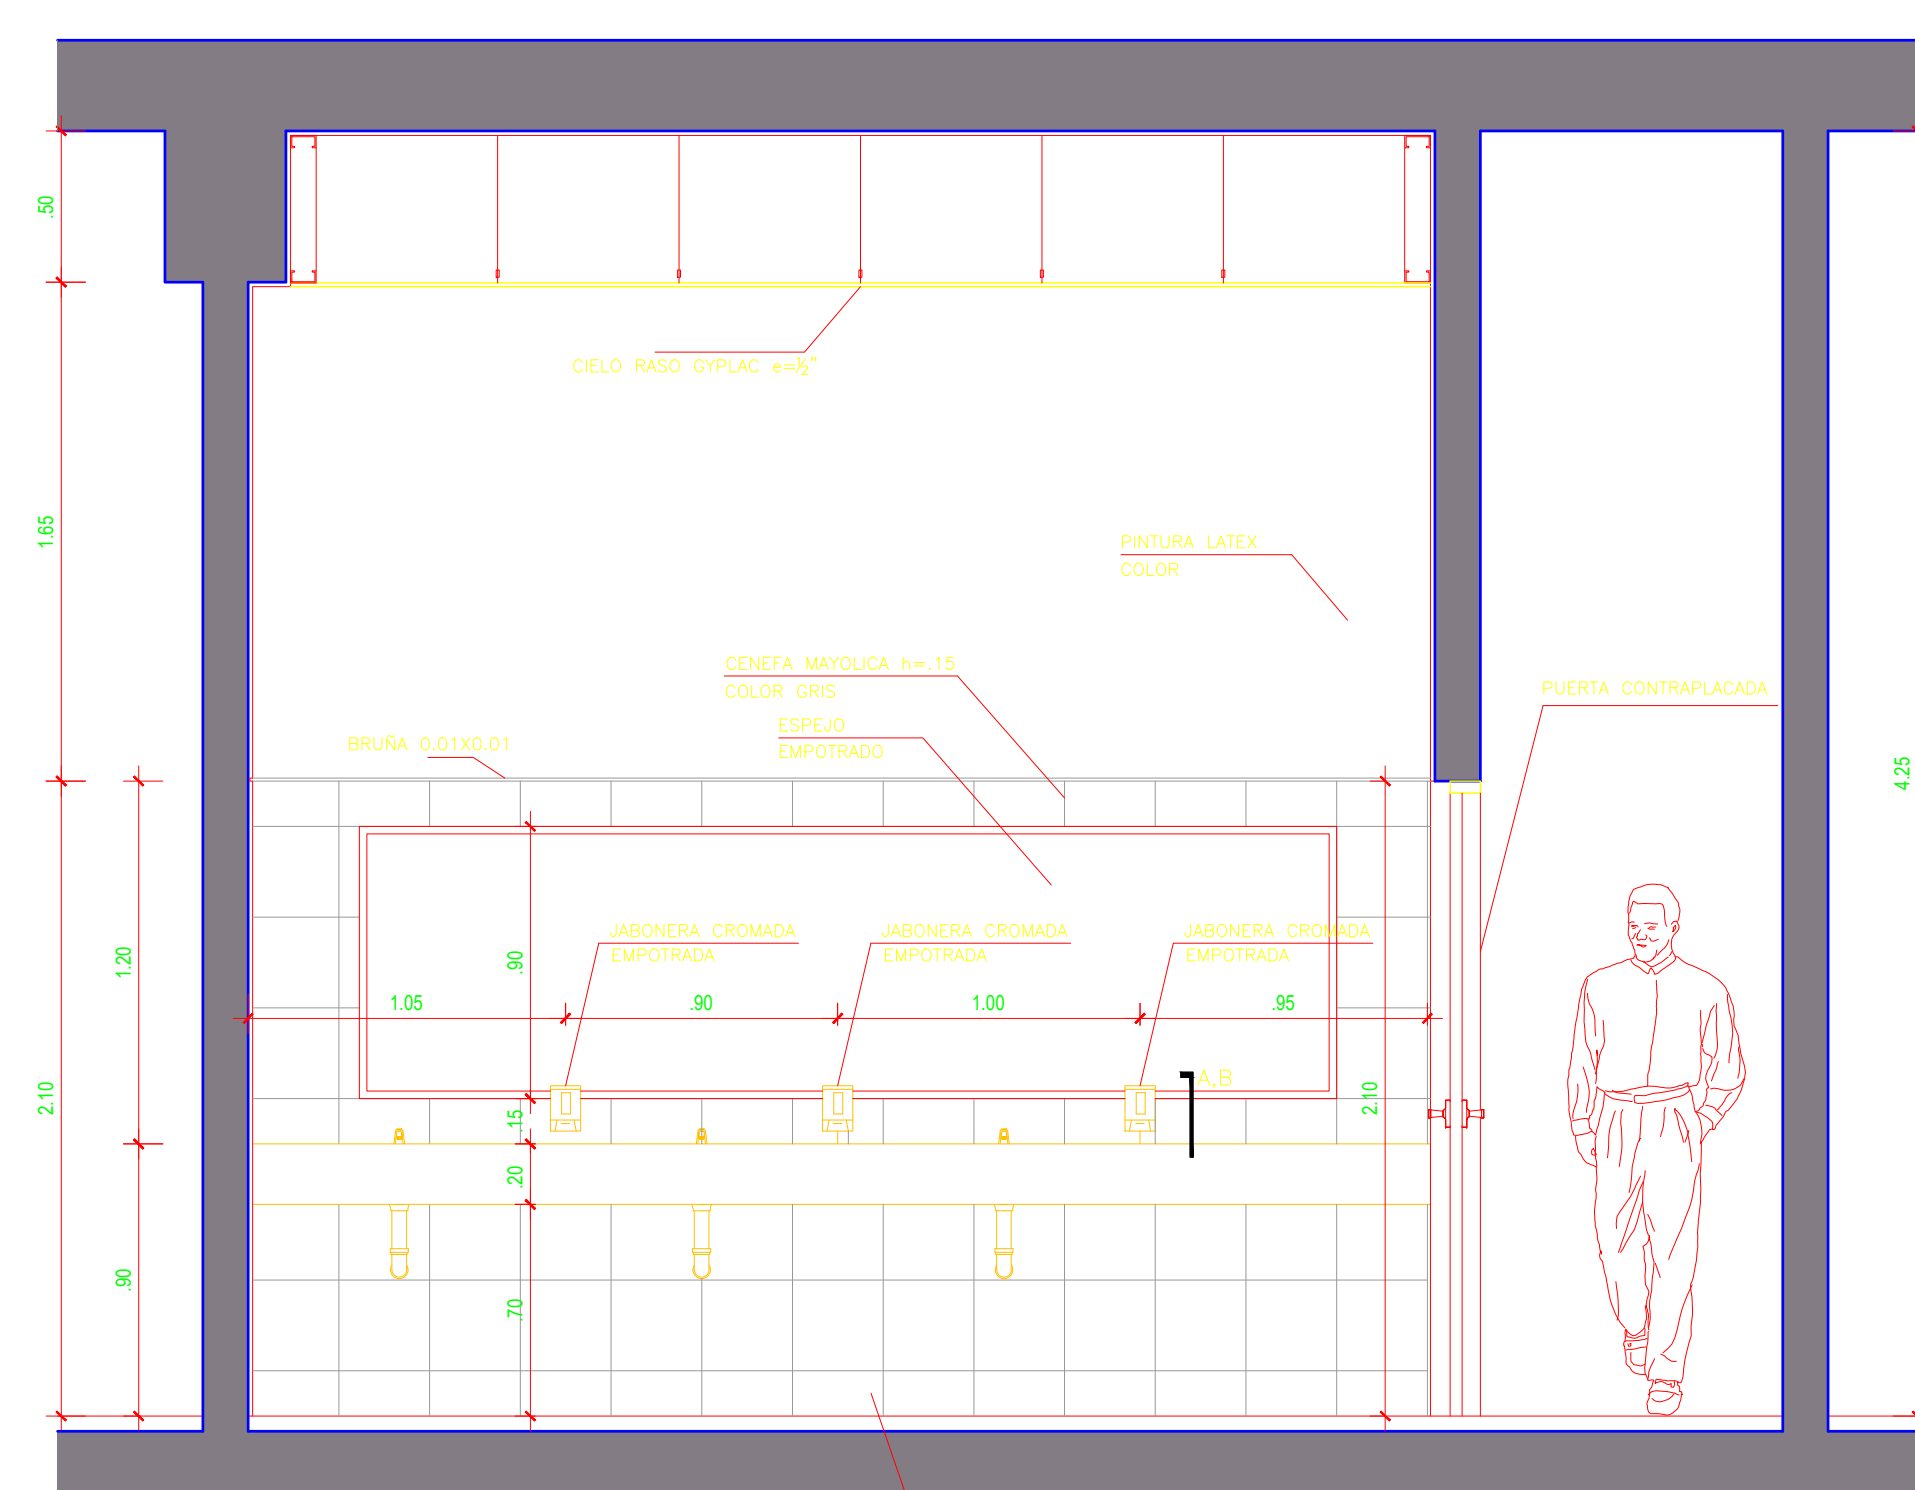 .50
CIELO RASO GYPLAC e=½"
1.65
PINTURA LATEX
COLOR
CENEFA MAYOLICA h=.15
COLOR GRIS
PUERTA CONTRAPLACADA
ESPEJO
EMPOTRADO
BRUÑA 0.01X0.01
4.25
JABONERA CROMADA
EMPOTRADA
JABONERA CROMADA
EMPOTRADA
JABONERA CROMADA
EMPOTRADA
1.20
.90
1.05
.90
1.00
.95
A,B
2.10
2.10
.15
.20
.90
.70